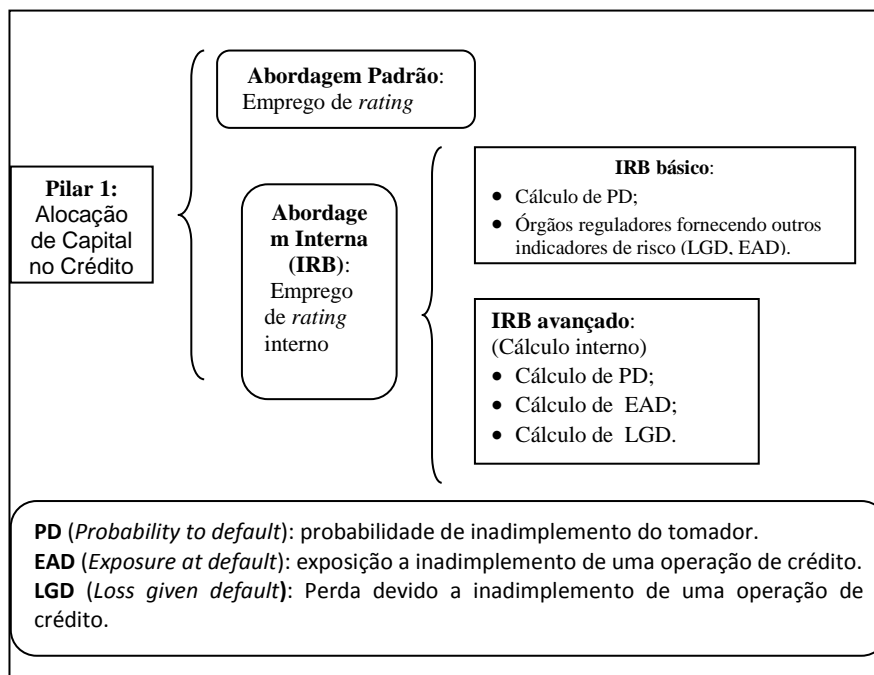 Abordagem Padrão:
Emprego de rating
Pilar 1:
Alocação
de Capital
no Crédito
Abordage
m Interna
(IRB):
Emprego
de rating
interno
IRB básico:
• Cálculo de PD;
• Órgãos reguladores fornecendo outros
indicadores de risco (LGD, EAD).
IRB avançado:
(Cálculo interno)
• Cálculo de PD;
• Cálculo de EAD;
• Cálculo de LGD.
PD (Probability to default): probabilidade de inadimplemento do tomador.
EAD (Exposure at default): exposição a inadimplemento de uma operação de crédito.
LGD (Loss given default): Perda devido a inadimplemento de uma operação de
crédito.